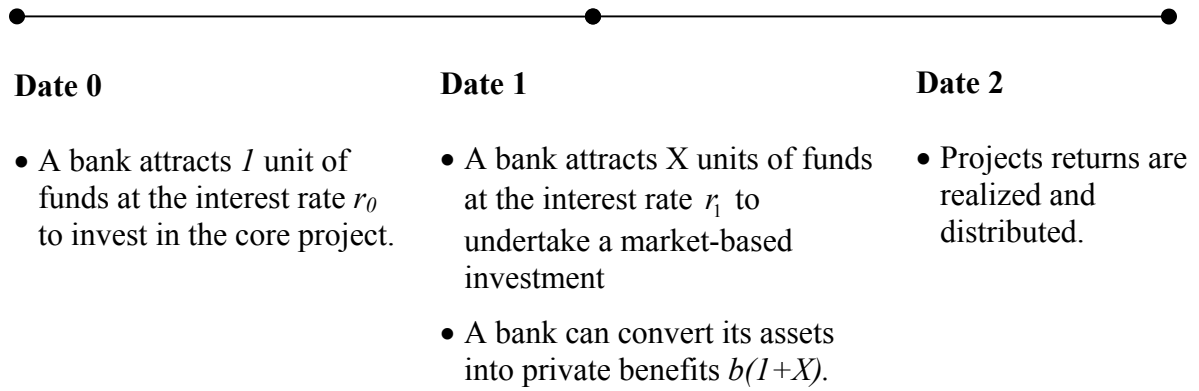 Date 0
• A bank attracts 1 unit of
funds at the interest rate r₀
to invest in the core project.
Date 1
• A bank attracts X units of funds
at the interest rate r₁ to
undertake a market-based
investment
• A bank can convert its assets
into private benefits b(1+X).
Date 2
• Projects returns are
realized and
distributed.